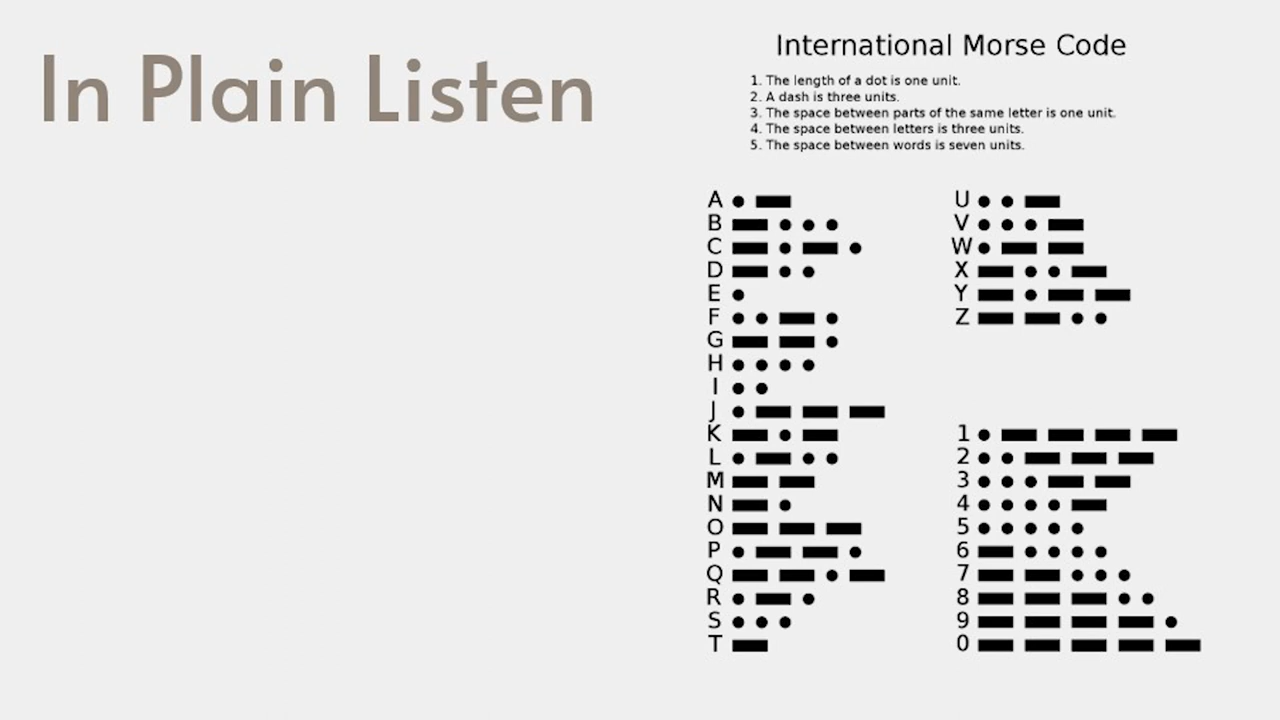 In Plain Listen
International Morse Code
1. The length of a dot is one unit.
2. A dash is three units.
3. The space between parts of the same letter is one unit.
4. The space between letters is three units.
5. The space between words is seven units.
A
B
C
D
E
F
G
H
I
J
K
L
M
N
O
P
Q
R
S
T
U
V
W
X
Y
Z
1
2
3
4
5
6
7
8
9
0